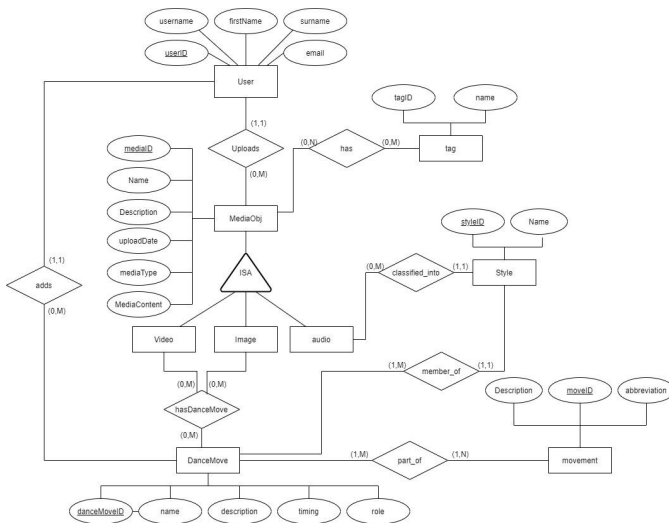 username
firstName
surname
userID
email
User
tagID
name
(1,1)
mediaID
Uploads
(0,N)
has
(0,M)
tag
Name
(0,M)
Description
MediaObj
styleID
Name
uploadDate
(1,1)
ISA
(0,M)
classified_into
(1,1)
Style
mediaType
adds
(0,M)
MediaContent
Video
Image
audio
(1,M)
member_of
(1,1)
(0,M)
(0,M)
Description
moveID
abbreviation
hasDanceMove
(0,M)
DanceMove
(1,M)
part_of
(1,N)
movement
danceMoveID
name
description
timing
role